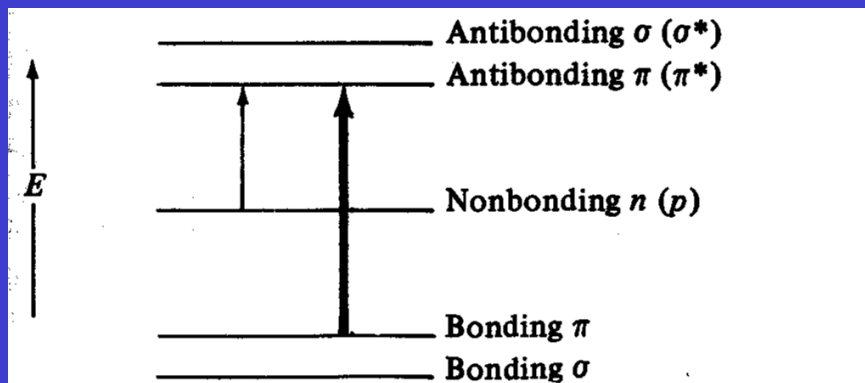 Antibonding σ (σ*)
Antibonding π (π*)
E
Nonbonding n (p)
Bonding π
Bonding σ